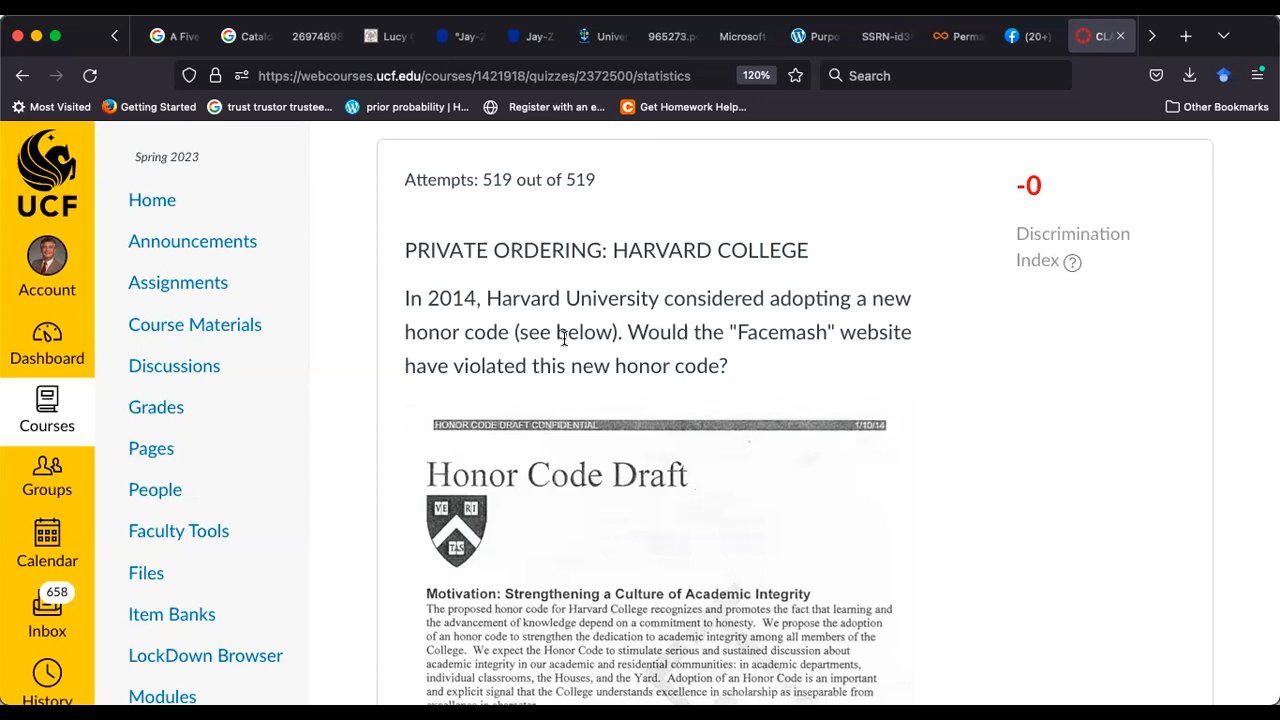 A Five
Catalo
26974898
Lucy
"Jay-Z
Jay-Z
Unive
965273.p
Microsoft
Purpo
SSRN-id3
Perma
(20+)
CLA
https://webcourses.ucf.edu/courses/1421918/quizzes/2372500/statistics
120%
Search
Most Visited
Getting Started
trust trustor trustee...
prior probability | H...
Register with an e...
Get Homework Help...
Other Bookmarks
UCF
Account
Dashboard
Courses
Groups
Calendar
658
Inbox
History
Spring 2023
Home
Announcements
Assignments
Course Materials
Discussions
Grades
Pages
People
Faculty Tools
Files
Item Banks
LockDown Browser
Modules
Attempts: 519 out of 519
-0
Discrimination
Index ?
PRIVATE ORDERING: HARVARD COLLEGE
In 2014, Harvard University considered adopting a new
honor code (see below). Would the "Facemash" website
have violated this new honor code?
HONOR CODE DRAFT CONFIDENTIAL 1/10/14
Honor Code Draft
VE RI
TAS
Motivation: Strengthening a Culture of Academic Integrity
The proposed honor code for Harvard College recognizes and promotes the fact that learning and
the advancement of knowledge depend on a commitment to honesty. We propose the adoption
of an honor code to strengthen the dedication to academic integrity among all members of the
College. We expect the Honor Code to stimulate serious and sustained discussion about
academic integrity in our academic and residential communities: in academic departments,
individual classrooms, the Houses, and the Yard. Adoption of an Honor Code is an important
and explicit signal that the College understands excellence in scholarship as inseparable from